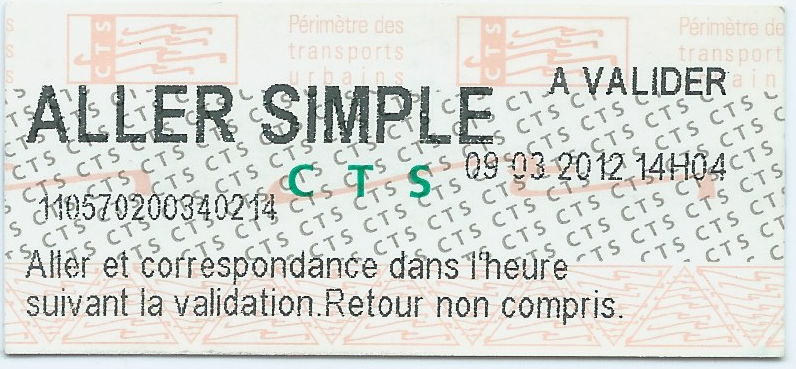 CTS
Périmètre des
transports
urbains
CTS
Périmètre de
transport
A VALIDER
ALLER SIMPLE
CTS
09 03 2012 14H04
110570200340214
Aller et correspondance dans l'heure
suivant la validation.Retour non compris.